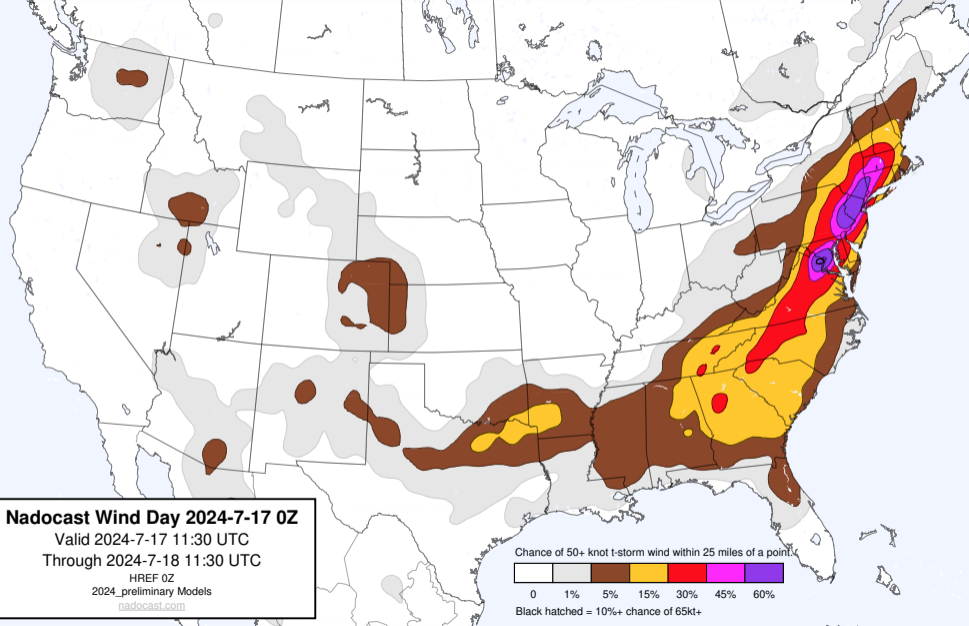 Nadocast Wind Day 2024-7-17 0Z
Valid 2024-7-17 11:30 UTC
Through 2024-7-18 11:30 UTC
HREF 0Z
2024_preliminary Models
nadocast.com
Chance of 50+ knot t-storm wind within 25 miles of a point.
0 1% 5% 15% 30% 45% 60%
Black hatched = 10%+ chance of 65kt+